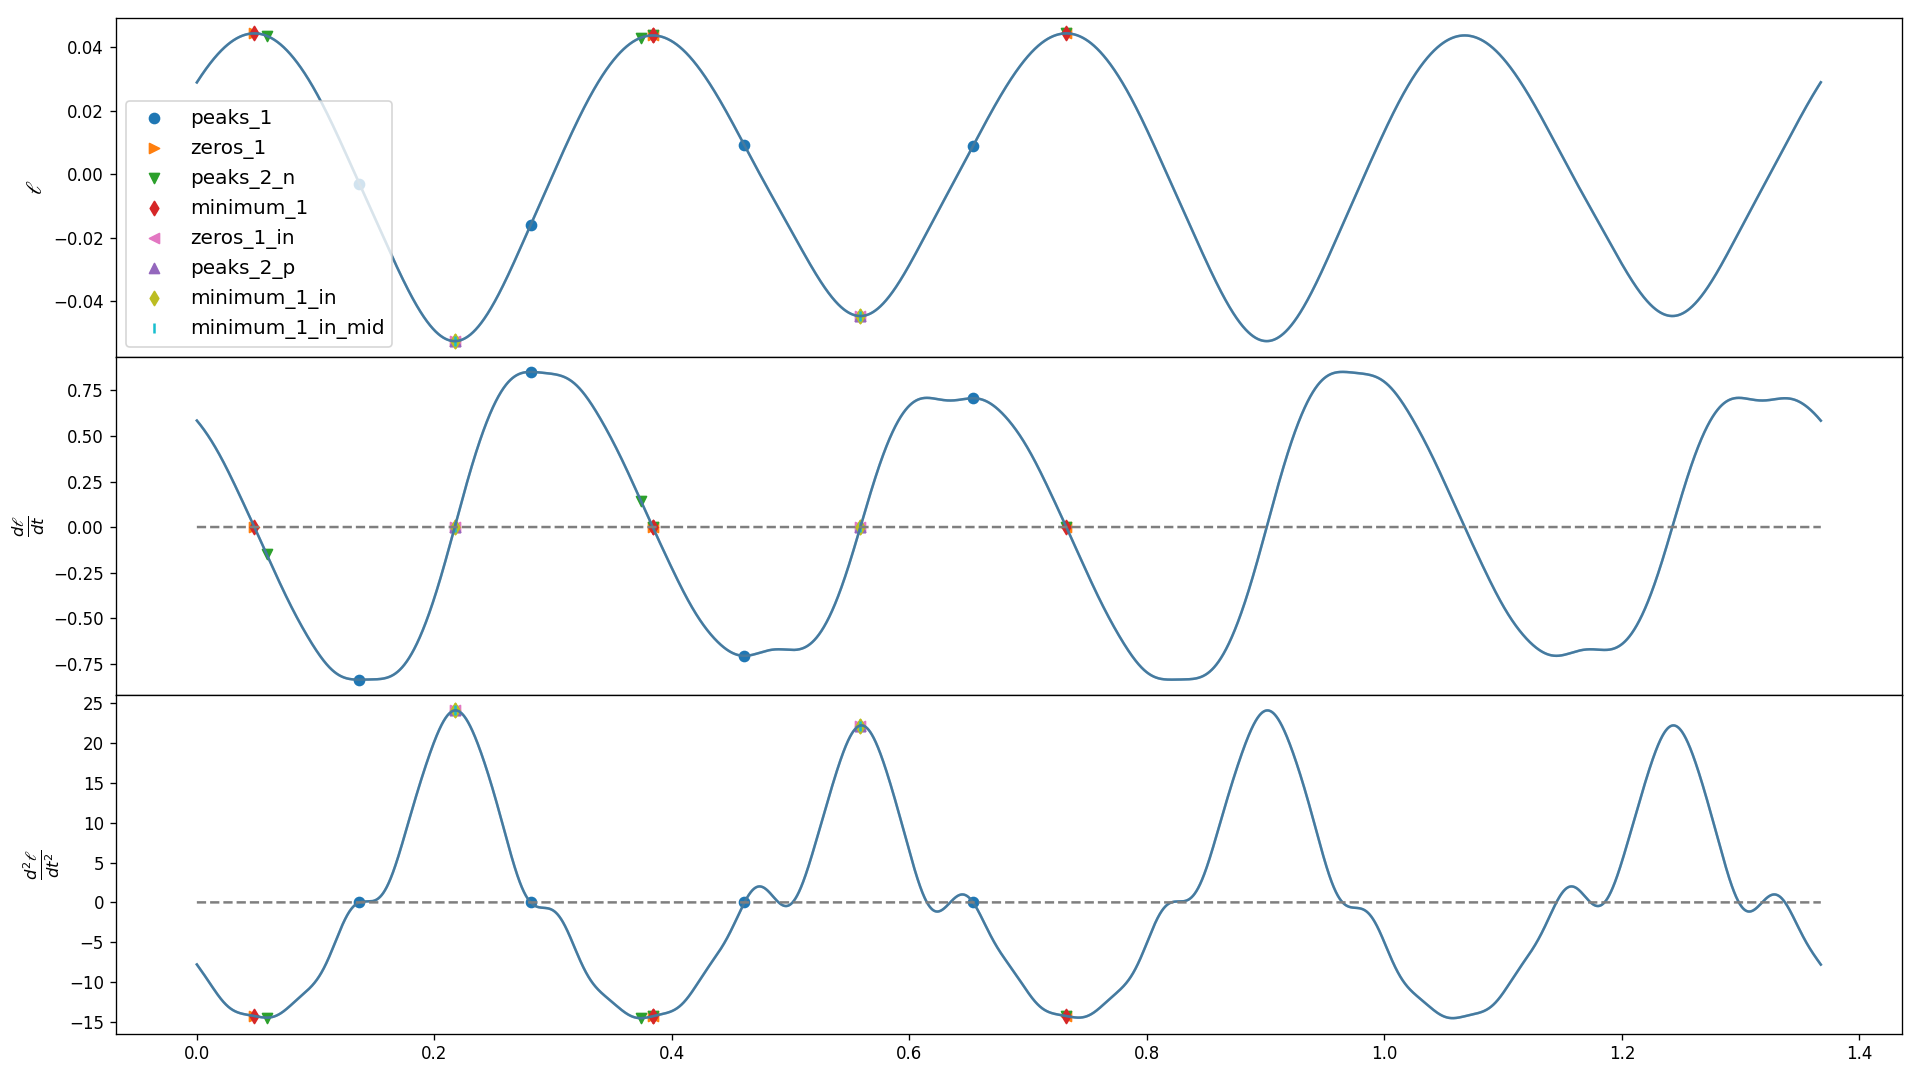 0.04
0.02
0.00
−0.02
−0.04
ℓ
peaks_1
zeros_1
peaks_2_n
minimum_1
zeros_1_in
peaks_2_p
minimum_1_in
minimum_1_in_mid
0.75
0.50
0.25
0.00
−0.25
−0.50
−0.75
dℓ/dt
25
20
15
10
5
0
−5
−10
−15
d²ℓ/dt²
0.0 0.2 0.4 0.6 0.8 1.0 1.2 1.4